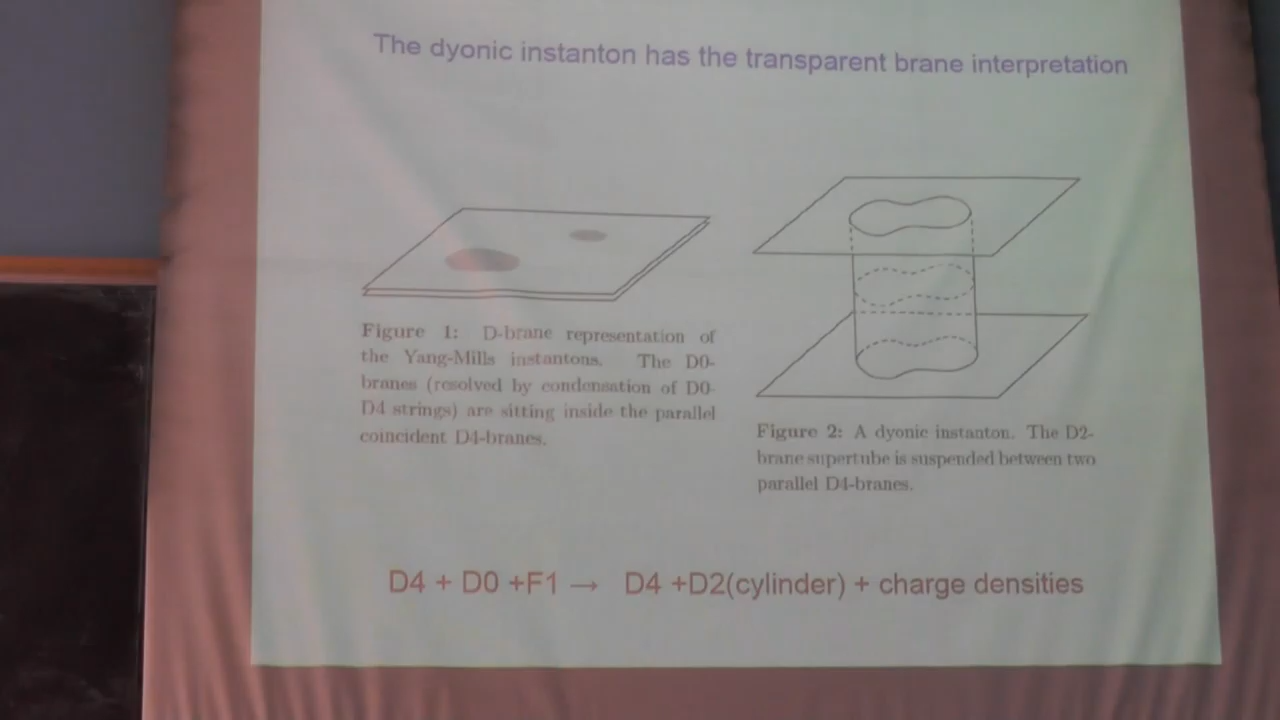 The dyonic instanton has the transparent brane interpretation
Figure 1: D-brane representation of
the Yang-Mills instantons. The D0-
branes (resolved by condensation of D0-
D4 strings) are sitting inside the parallel
coincident D4-branes.
Figure 2: A dyonic instanton. The D2-
brane supertube is suspended between two
parallel D4-branes.
D4 + D0 +F1 → D4 +D2(cylinder) + charge densities